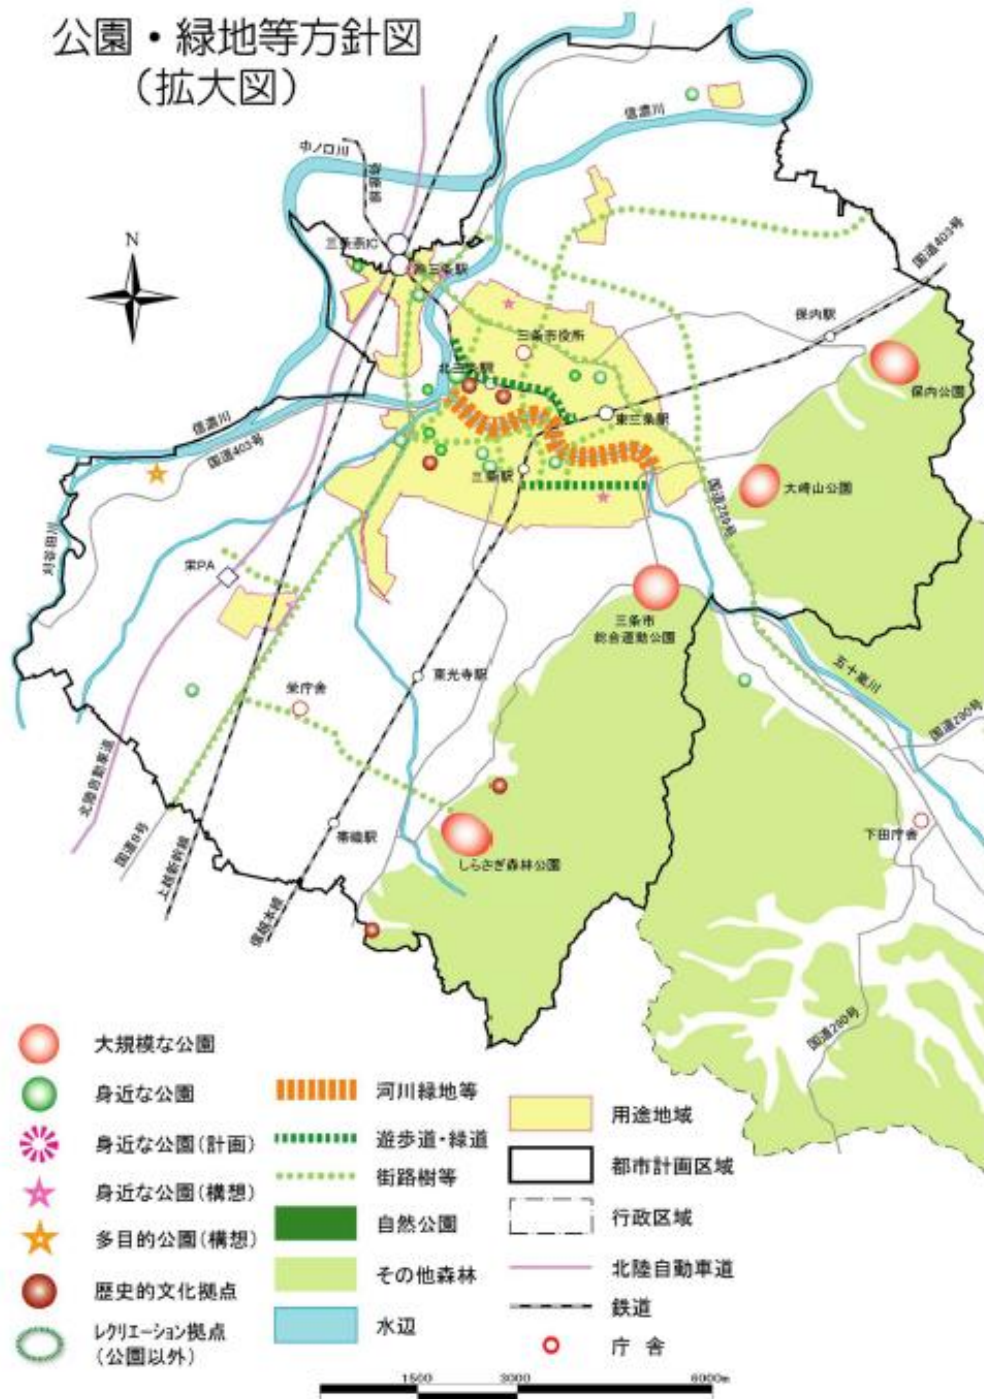 公園・緑地等方針図
(拡大図)
中ノ口川
信濃川
N
三条燕IC
燕三条駅
国道403号
保内駅
三条市役所
北三条駅
保内公園
東三条駅
信濃川
国道403号
三条駅
大崎山公園
国道289号
刈谷田川
栄PA
三条市
総合運動公園
東光寺駅
栄庁舎
五十嵐川
国道290号
北陸自動車道
国道8号
上越新幹線
信越本線
帯織駅
しらさぎ森林公園
下田庁舎
国道290号
大規模な公園
身近な公園
身近な公園(計画)
身近な公園(構想)
多目的公園(構想)
歴史的文化拠点
レクリエーション拠点
(公園以外)
河川緑地等
遊歩道・緑道
街路樹等
自然公園
その他森林
水辺
用途地域
都市計画区域
行政区域
北陸自動車道
鉄道
庁舎
1500 3000 6000m